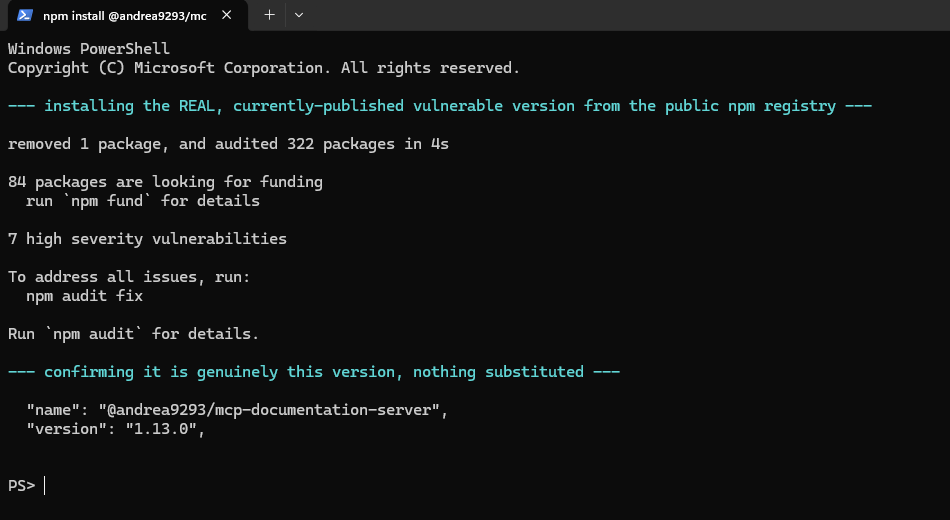 npm install @andrea9293/mc
Windows PowerShell
Copyright (C) Microsoft Corporation. All rights reserved.
--- installing the REAL, currently-published vulnerable version from the public npm registry ---
removed 1 package, and audited 322 packages in 4s
84 packages are looking for funding
  run `npm fund` for details
7 high severity vulnerabilities
To address all issues, run:
  npm audit fix
Run `npm audit` for details.
--- confirming it is genuinely this version, nothing substituted ---
  "name": "@andrea9293/mcp-documentation-server",
  "version": "1.13.0",
PS>